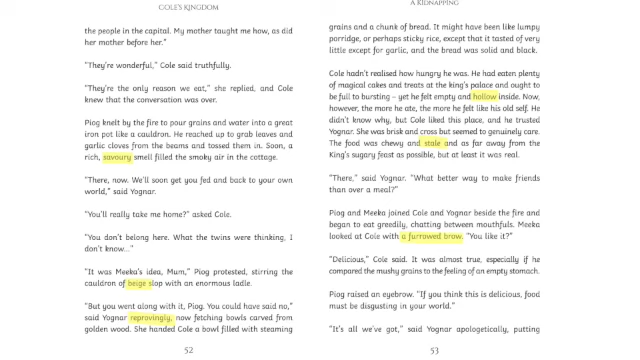 COLE'S KINGDOM
the people in the capital. My mother taught me how, as did
her mother before her."
"They're wonderful," Cole said truthfully.
"They're the only reason we eat," she replied, and Cole
knew that the conversation was over.
Piog knelt by the fire to pour grains and water into a great
iron pot like a cauldron. He reached up to grab leaves and
garlic cloves from the beams and tossed them in. Soon, a
rich, savoury smell filled the smoky air in the cottage.
"There, now. We'll soon get you fed and back to your own
world," said Yognar.
"You'll really take me home?" asked Cole.
"You don't belong here. What the twins were thinking, I
don't know..."
"It was Meeka's idea, Mum," Piog protested, stirring the
cauldron of beige slop with an enormous ladle.
"But you went along with it, Piog. You could have said no,"
said Yognar reprovingly, now fetching bowls carved from
golden wood. She handed Cole a bowl filled with steaming
52
A KIDNAPPING
grains and a chunk of bread. It might have been like lumpy
porridge, or perhaps sticky rice, except that it tasted of very
little except for garlic, and the bread was solid and black.
Cole hadn't realised how hungry he was. He had eaten plenty
of magical cakes and treats at the king's palace and ought to
be full to bursting – yet he felt empty and hollow inside. Now,
however, the more he ate, the more he felt like his old self. He
didn't know why, but Cole liked this place, and he trusted
Yognar. She was brisk and cross but seemed to genuinely care.
The food was chewy and stale and as far away from the
King's sugary feast as possible, but at least it was real.
"There," said Yognar. "What better way to make friends
than over a meal?"
Piog and Meeka joined Cole and Yognar beside the fire and
began to eat greedily, chatting between mouthfuls. Meeka
looked at Cole with a furrowed brow. "You like it?"
"Delicious," Cole said. It was almost true, especially if he
compared the mushy grains to the feeling of an empty stomach.
Piog raised an eyebrow. "If you think this is delicious, food
must be disgusting in your world."
"It's all we've got," said Yognar apologetically, putting
53